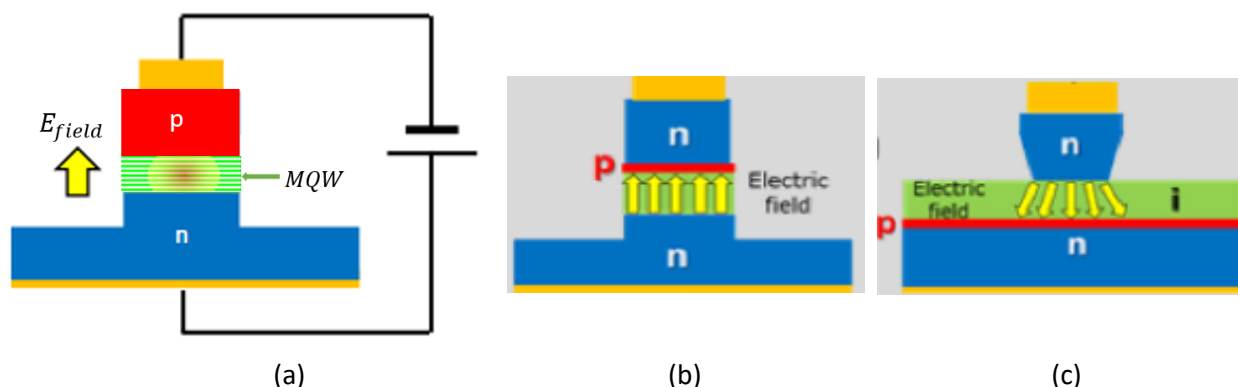 p
E_field
MQW
n
(a)
n
p
Electric
field
n
(b)
n
Electric
field
i
p
n
(c)